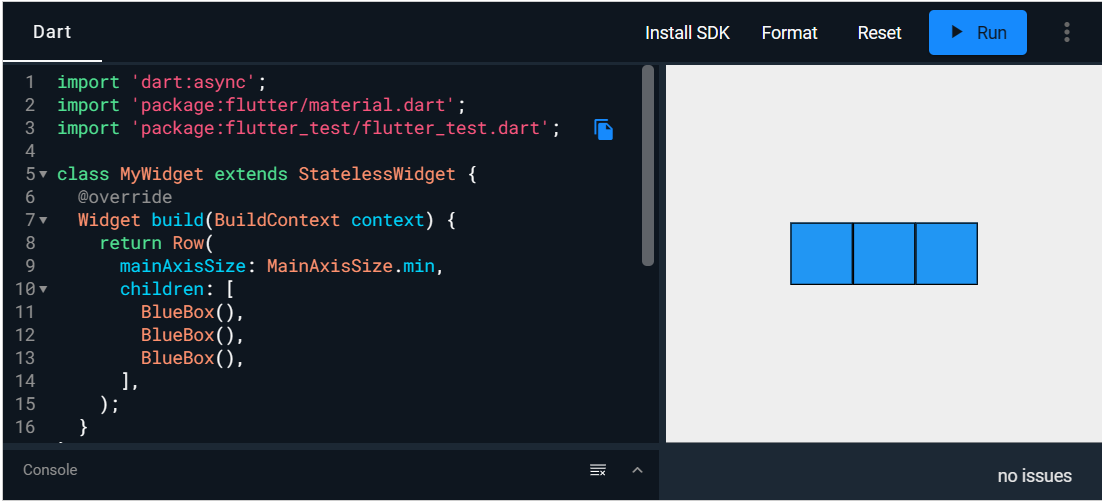 Dart
Install SDK Format Reset Run
1 import 'dart:async';
2 import 'package:flutter/material.dart';
3 import 'package:flutter_test/flutter_test.dart';
4
5 class MyWidget extends StatelessWidget {
6 @override
7 Widget build(BuildContext context) {
8 return Row(
9 mainAxisSize: MainAxisSize.min,
10 children: [
11 BlueBox(),
12 BlueBox(),
13 BlueBox(),
14 ],
15 );
16 }
Console
no issues